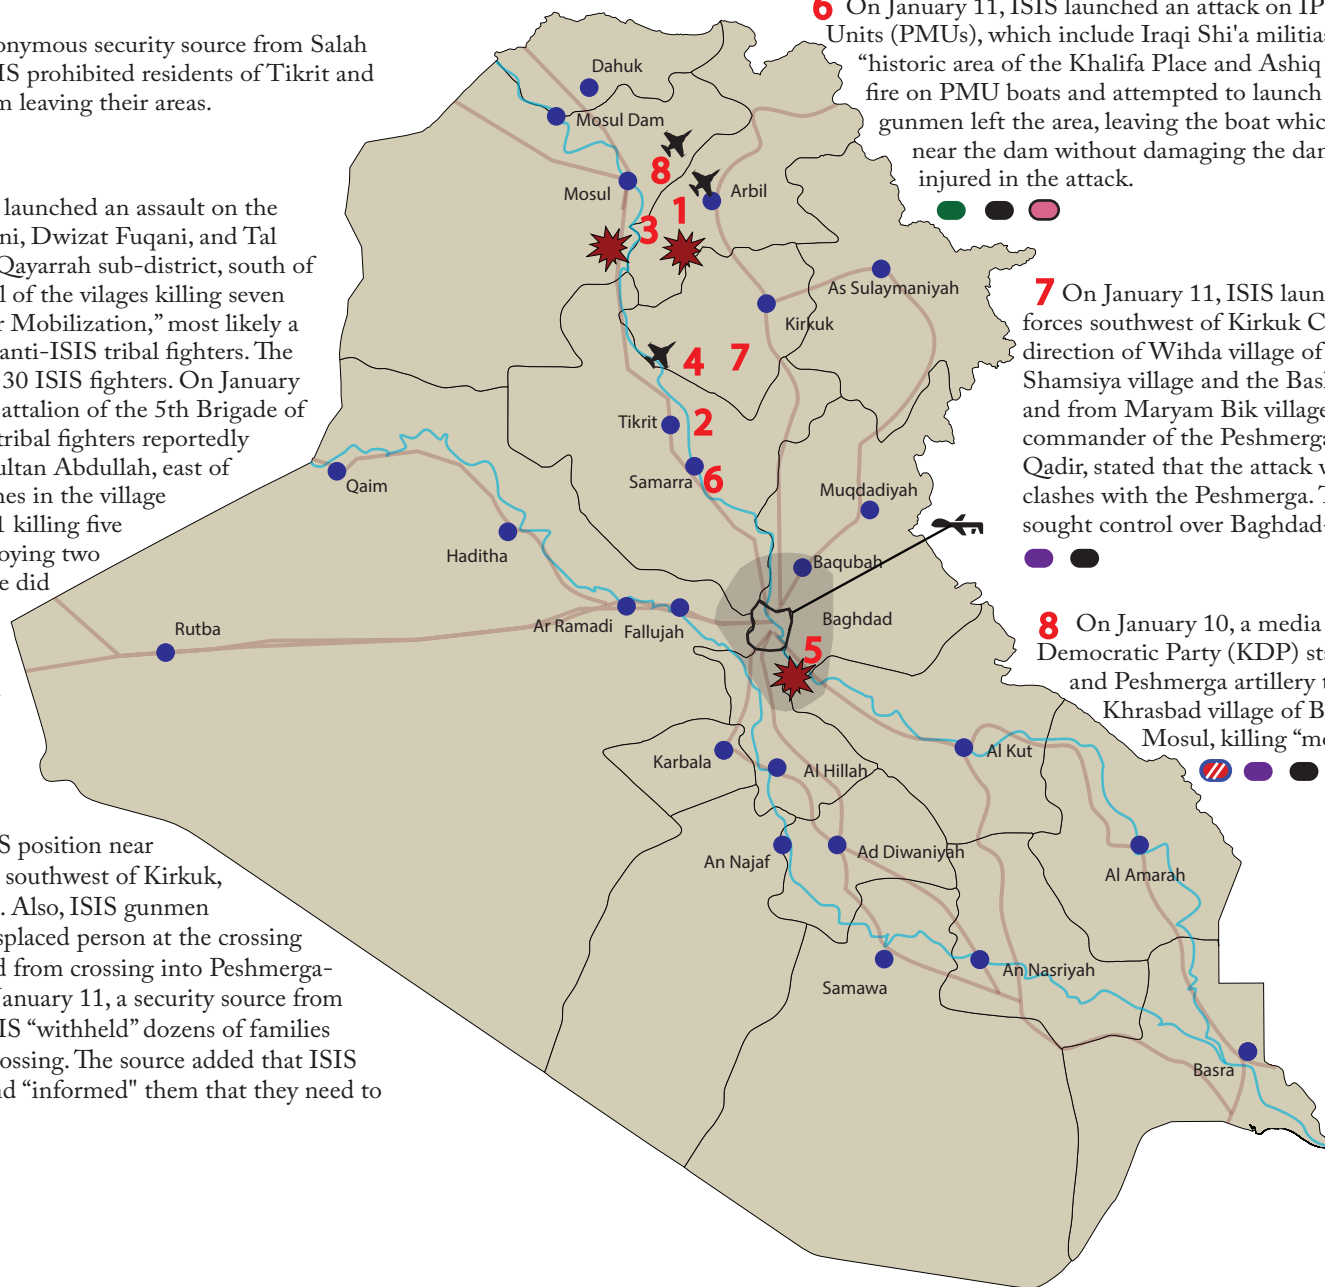 onymous security source from Salah
IS prohibited residents of Tikrit and
m leaving their areas.
launched an assault on the
ni, Dwizat Fuqani, and Tal
Qayarrah sub-district, south of
l of the vilages killing seven
r Mobilization,” most likely a
anti-ISIS tribal fighters. The
30 ISIS fighters. On January
attalion of the 5th Brigade of
tribal fighters reportedly
ultan Abdullah, east of
nes in the village
1 killing five
oying two
e did
S position near
southwest of Kirkuk,
. Also, ISIS gunmen
splaced person at the crossing
d from crossing into Peshmerga-
January 11, a security source from
IS “withheld” dozens of families
ossing. The source added that ISIS
nd “informed" them that they need to
6 On January 11, ISIS launched an attack on IP
Units (PMUs), which include Iraqi Shi'a militias
“historic area of the Khalifa Place and Ashiq
fire on PMU boats and attempted to launch
gunmen left the area, leaving the boat whic
near the dam without damaging the dam
injured in the attack.
7 On January 11, ISIS laun
forces southwest of Kirkuk C
direction of Wihda village of
Shamsiya village and the Bash
and from Maryam Bik village
commander of the Peshmerga
Qadir, stated that the attack w
clashes with the Peshmerga. T
sought control over Baghdad-
8 On January 10, a media
Democratic Party (KDP) sta
and Peshmerga artillery t
Khrasbad village of B
Mosul, killing “mo
Dahuk
Mosul Dam
8
Mosul
Arbil
1
3
As Sulaymaniyah
Kirkuk
4
7
Tikrit
2
Samarra
6
Qaim
Muqdadiyah
Haditha
Baqubah
Ar Ramadi
Fallujah
Baghdad
Rutba
5
Karbala
Al Hillah
Al Kut
An Najaf
Ad Diwaniyah
Al Amarah
Samawa
An Nasriyah
Basra